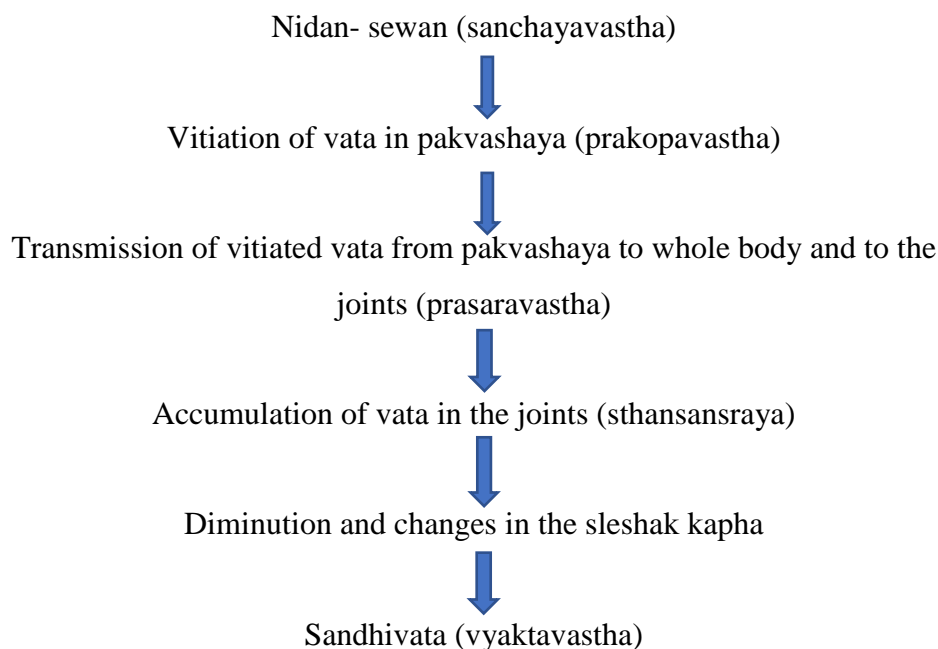 Nidan- sewan (sanchayavastha)
Vitiation of vata in pakvashaya (prakopavastha)
Transmission of vitiated vata from pakvashaya to whole body and to the
joints (prasaravastha)
Accumulation of vata in the joints (sthansansraya)
Diminution and changes in the sleshak kapha
Sandhivata (vyaktavastha)